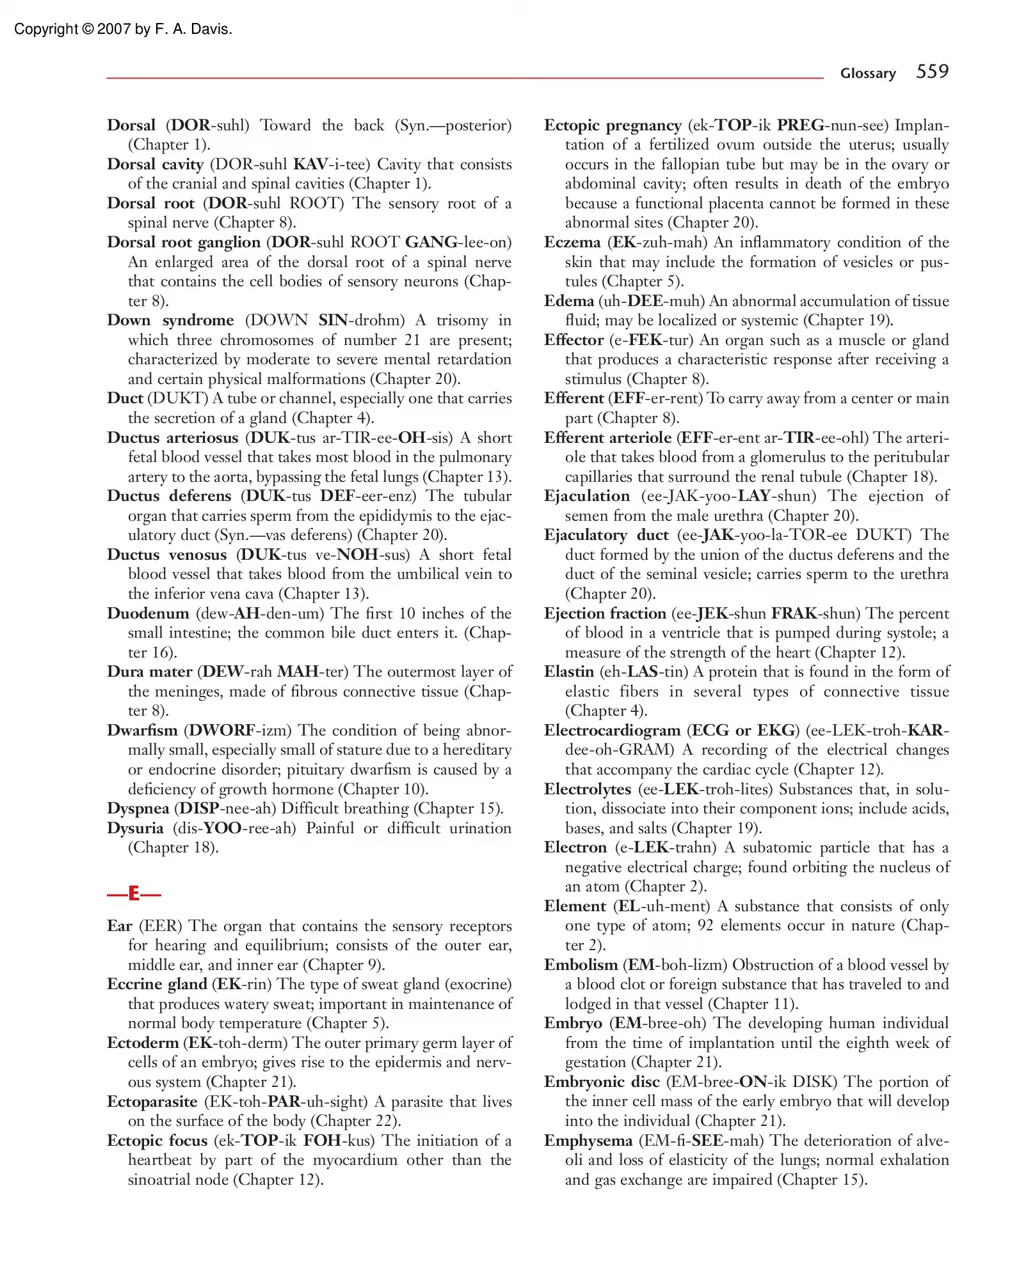 Copyright © 2007 by F. A. Davis.
Glossary 559
Dorsal (DOR-suhl) Toward the back (Syn.—posterior)
(Chapter 1).
Dorsal cavity (DOR-suhl KAV-i-tee) Cavity that consists
of the cranial and spinal cavities (Chapter 1).
Dorsal root (DOR-suhl ROOT) The sensory root of a
spinal nerve (Chapter 8).
Dorsal root ganglion (DOR-suhl ROOT GANG-lee-on)
An enlarged area of the dorsal root of a spinal nerve
that contains the cell bodies of sensory neurons (Chap-
ter 8).
Down syndrome (DOWN SIN-drohm) A trisomy in
which three chromosomes of number 21 are present;
characterized by moderate to severe mental retardation
and certain physical malformations (Chapter 20).
Duct (DUKT) A tube or channel, especially one that carries
the secretion of a gland (Chapter 4).
Ductus arteriosus (DUK-tus ar-TIR-ee-OH-sis) A short
fetal blood vessel that takes most blood in the pulmonary
artery to the aorta, bypassing the fetal lungs (Chapter 13).
Ductus deferens (DUK-tus DEF-eer-enz) The tubular
organ that carries sperm from the epididymis to the ejac-
ulatory duct (Syn.—vas deferens) (Chapter 20).
Ductus venosus (DUK-tus ve-NOH-sus) A short fetal
blood vessel that takes blood from the umbilical vein to
the inferior vena cava (Chapter 13).
Duodenum (dew-AH-den-um) The first 10 inches of the
small intestine; the common bile duct enters it. (Chap-
ter 16).
Dura mater (DEW-rah MAH-ter) The outermost layer of
the meninges, made of fibrous connective tissue (Chap-
ter 8).
Dwarfism (DWORF-izm) The condition of being abnor-
mally small, especially small of stature due to a hereditary
or endocrine disorder; pituitary dwarfism is caused by a
deficiency of growth hormone (Chapter 10).
Dyspnea (DISP-nee-ah) Difficult breathing (Chapter 15).
Dysuria (dis-YOO-ree-ah) Painful or difficult urination
(Chapter 18).
—E—
Ear (EER) The organ that contains the sensory receptors
for hearing and equilibrium; consists of the outer ear,
middle ear, and inner ear (Chapter 9).
Eccrine gland (EK-rin) The type of sweat gland (exocrine)
that produces watery sweat; important in maintenance of
normal body temperature (Chapter 5).
Ectoderm (EK-toh-derm) The outer primary germ layer of
cells of an embryo; gives rise to the epidermis and nerv-
ous system (Chapter 21).
Ectoparasite (EK-toh-PAR-uh-sight) A parasite that lives
on the surface of the body (Chapter 22).
Ectopic focus (ek-TOP-ik FOH-kus) The initiation of a
heartbeat by part of the myocardium other than the
sinoatrial node (Chapter 12).
Ectopic pregnancy (ek-TOP-ik PREG-nun-see) Implan-
tation of a fertilized ovum outside the uterus; usually
occurs in the fallopian tube but may be in the ovary or
abdominal cavity; often results in death of the embryo
because a functional placenta cannot be formed in these
abnormal sites (Chapter 20).
Eczema (EK-zuh-mah) An inflammatory condition of the
skin that may include the formation of vesicles or pus-
tules (Chapter 5).
Edema (uh-DEE-muh) An abnormal accumulation of tissue
fluid; may be localized or systemic (Chapter 19).
Effector (e-FEK-tur) An organ such as a muscle or gland
that produces a characteristic response after receiving a
stimulus (Chapter 8).
Efferent (EFF-er-rent) To carry away from a center or main
part (Chapter 8).
Efferent arteriole (EFF-er-ent ar-TIR-ee-ohl) The arteri-
ole that takes blood from a glomerulus to the peritubular
capillaries that surround the renal tubule (Chapter 18).
Ejaculation (ee-JAK-yoo-LAY-shun) The ejection of
semen from the male urethra (Chapter 20).
Ejaculatory duct (ee-JAK-yoo-la-TOR-ee DUKT) The
duct formed by the union of the ductus deferens and the
duct of the seminal vesicle; carries sperm to the urethra
(Chapter 20).
Ejection fraction (ee-JEK-shun FRAK-shun) The percent
of blood in a ventricle that is pumped during systole; a
measure of the strength of the heart (Chapter 12).
Elastin (eh-LAS-tin) A protein that is found in the form of
elastic fibers in several types of connective tissue
(Chapter 4).
Electrocardiogram (ECG or EKG) (ee-LEK-troh-KAR-
dee-oh-GRAM) A recording of the electrical changes
that accompany the cardiac cycle (Chapter 12).
Electrolytes (ee-LEK-troh-lites) Substances that, in solu-
tion, dissociate into their component ions; include acids,
bases, and salts (Chapter 19).
Electron (e-LEK-trahn) A subatomic particle that has a
negative electrical charge; found orbiting the nucleus of
an atom (Chapter 2).
Element (EL-uh-ment) A substance that consists of only
one type of atom; 92 elements occur in nature (Chap-
ter 2).
Embolism (EM-boh-lizm) Obstruction of a blood vessel by
a blood clot or foreign substance that has traveled to and
lodged in that vessel (Chapter 11).
Embryo (EM-bree-oh) The developing human individual
from the time of implantation until the eighth week of
gestation (Chapter 21).
Embryonic disc (EM-bree-ON-ik DISK) The portion of
the inner cell mass of the early embryo that will develop
into the individual (Chapter 21).
Emphysema (EM-fi-SEE-mah) The deterioration of alve-
oli and loss of elasticity of the lungs; normal exhalation
and gas exchange are impaired (Chapter 15).